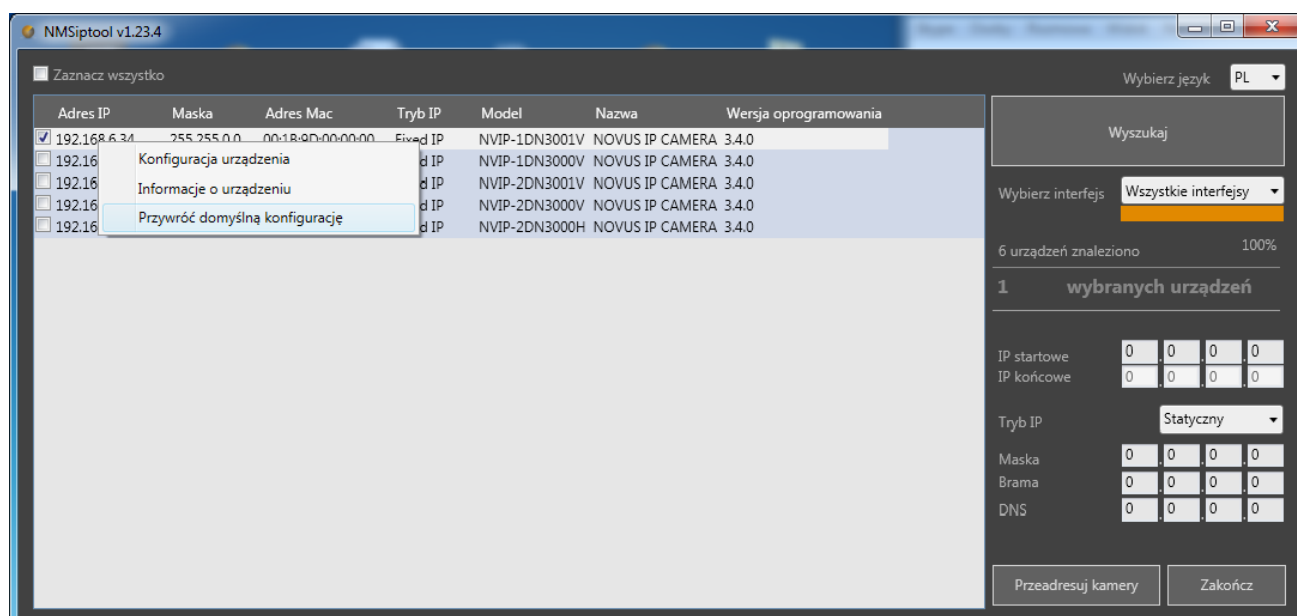 NMSiptool v1.23.4
Zaznacz wszystko
Wybierz język PL
Adres IP Maska Adres Mac Tryb IP Model Nazwa Wersja oprogramowania
192.168.6.34 255.255.0.0 00:1B:9D:00:00:00 Fixed IP NVIP-1DN3001V NOVUS IP CAMERA 3.4.0
192.16 d IP NVIP-1DN3000V NOVUS IP CAMERA 3.4.0
192.16 d IP NVIP-2DN3001V NOVUS IP CAMERA 3.4.0
192.16 d IP NVIP-2DN3000V NOVUS IP CAMERA 3.4.0
192.16 d IP NVIP-2DN3000H NOVUS IP CAMERA 3.4.0
Konfiguracja urządzenia
Informacje o urządzeniu
Przywróć domyślną konfigurację
Wyszukaj
Wybierz interfejs Wszystkie interfejsy
6 urządzeń znaleziono 100%
1 wybranych urządzeń
IP startowe 0 . 0 . 0 . 0
IP końcowe 0 . 0 . 0 . 0
Tryb IP Statyczny
Maska 0 . 0 . 0 . 0
Brama 0 . 0 . 0 . 0
DNS 0 . 0 . 0 . 0
Przeadresuj kamery Zakończ